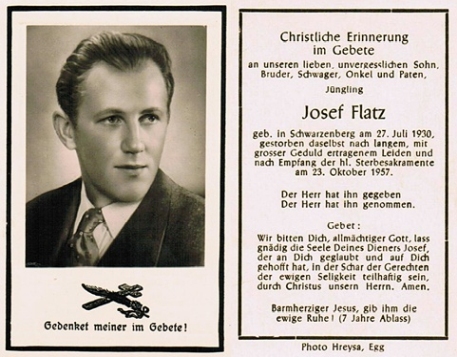 Gedenket meiner im Gebete!
Christliche Erinnerung
im Gebete
an unseren lieben, unvergesslichen Sohn,
Bruder, Schwager, Onkel und Paten,
Jüngling
Josef Flatz
geb. in Schwarzenberg am 27. Juli 1930,
gestorben daselbst nach langem, mit
grosser Geduld ertragenem Leiden und
nach Empfang der hl. Sterbesakramente
am 23. Oktober 1957.
Der Herr hat ihn gegeben
Der Herr hat ihn genommen.
Gebet:
Wir bitten Dich, allmächtiger Gott, lass
gnädig die Seele Deines Dieners Josef,
der an Dich geglaubt und auf Dich
gehofft hat, in der Schar der Gerechten
der ewigen Seligkeit teilhaftig sein,
durch Christus unsern Herrn. Amen.
Barmherziger Jesus, gib ihm die
ewige Ruhe! (7 Jahre Ablass)
Photo Hreysa, Egg